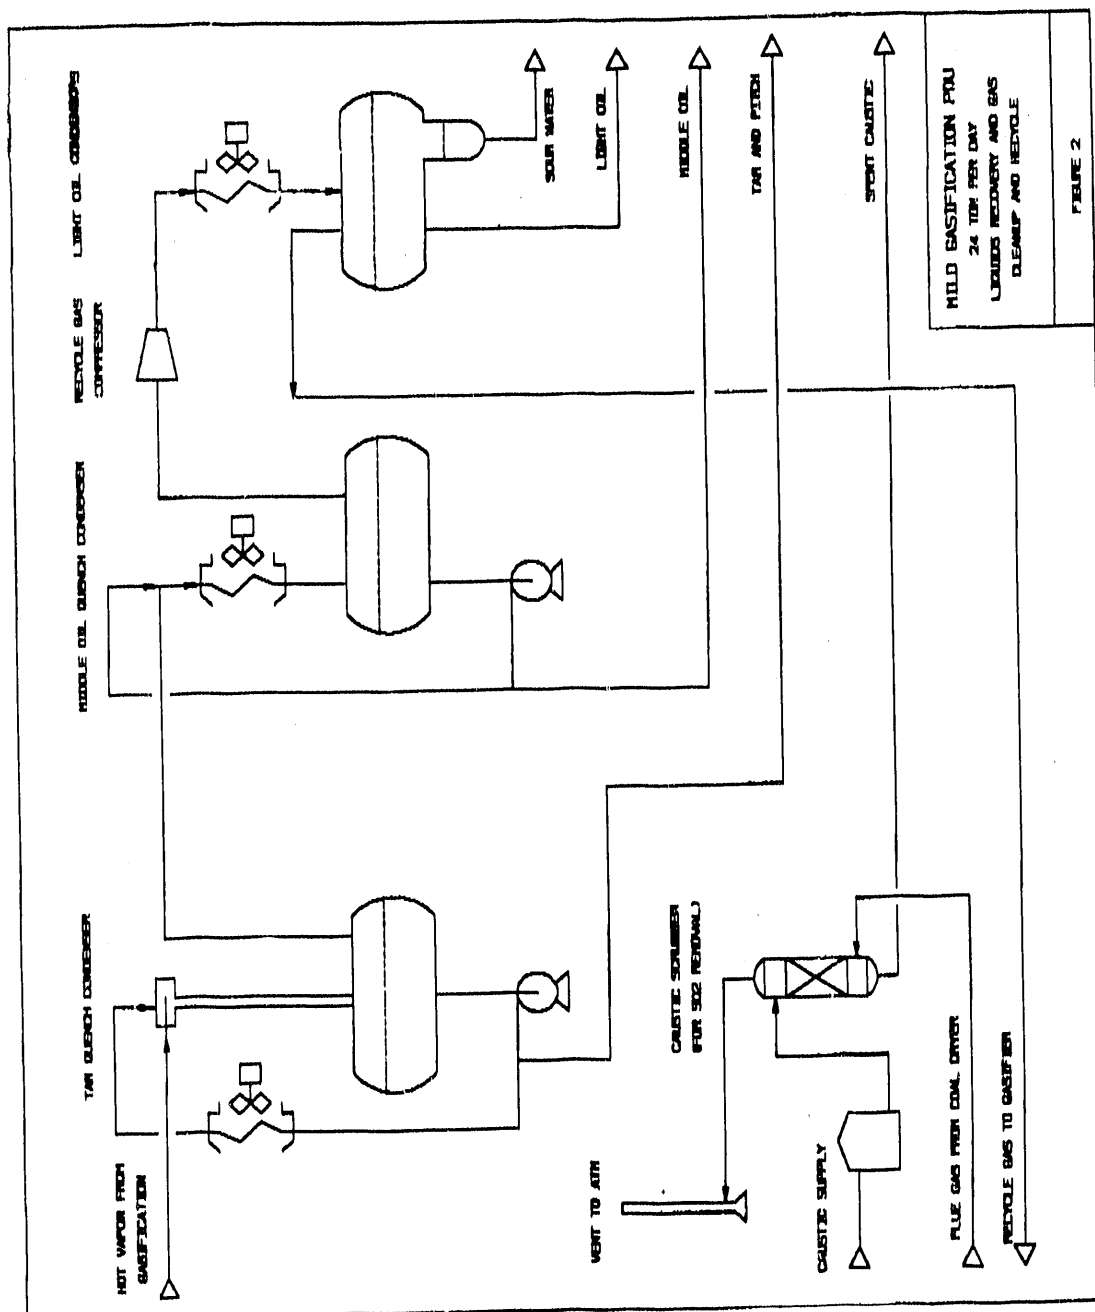 HOT VAPOR FROM
GASIFICATION
TAR QUENCH CONDENSER
MIDDLE OIL QUENCH CONDENSER
RECYCLE GAS
COMPRESSOR
LIGHT OIL CONDENSORS
SOUR WATER
LIGHT OIL
MIDDLE OIL
TAR AND PITCH
SPENT CAUSTIC
VENT TO ATM
CAUSTIC SCRUBBER
(FOR SO2 REMOVAL)
CAUSTIC SUPPLY
FLUE GAS FROM COAL DRYER
RECYCLE GAS TO GASIFIER
MILD GASIFICATION PDU
24 TON PER DAY
LIQUIDS RECOVERY AND GAS
CLEANUP AND RECYCLE
FIGURE 2